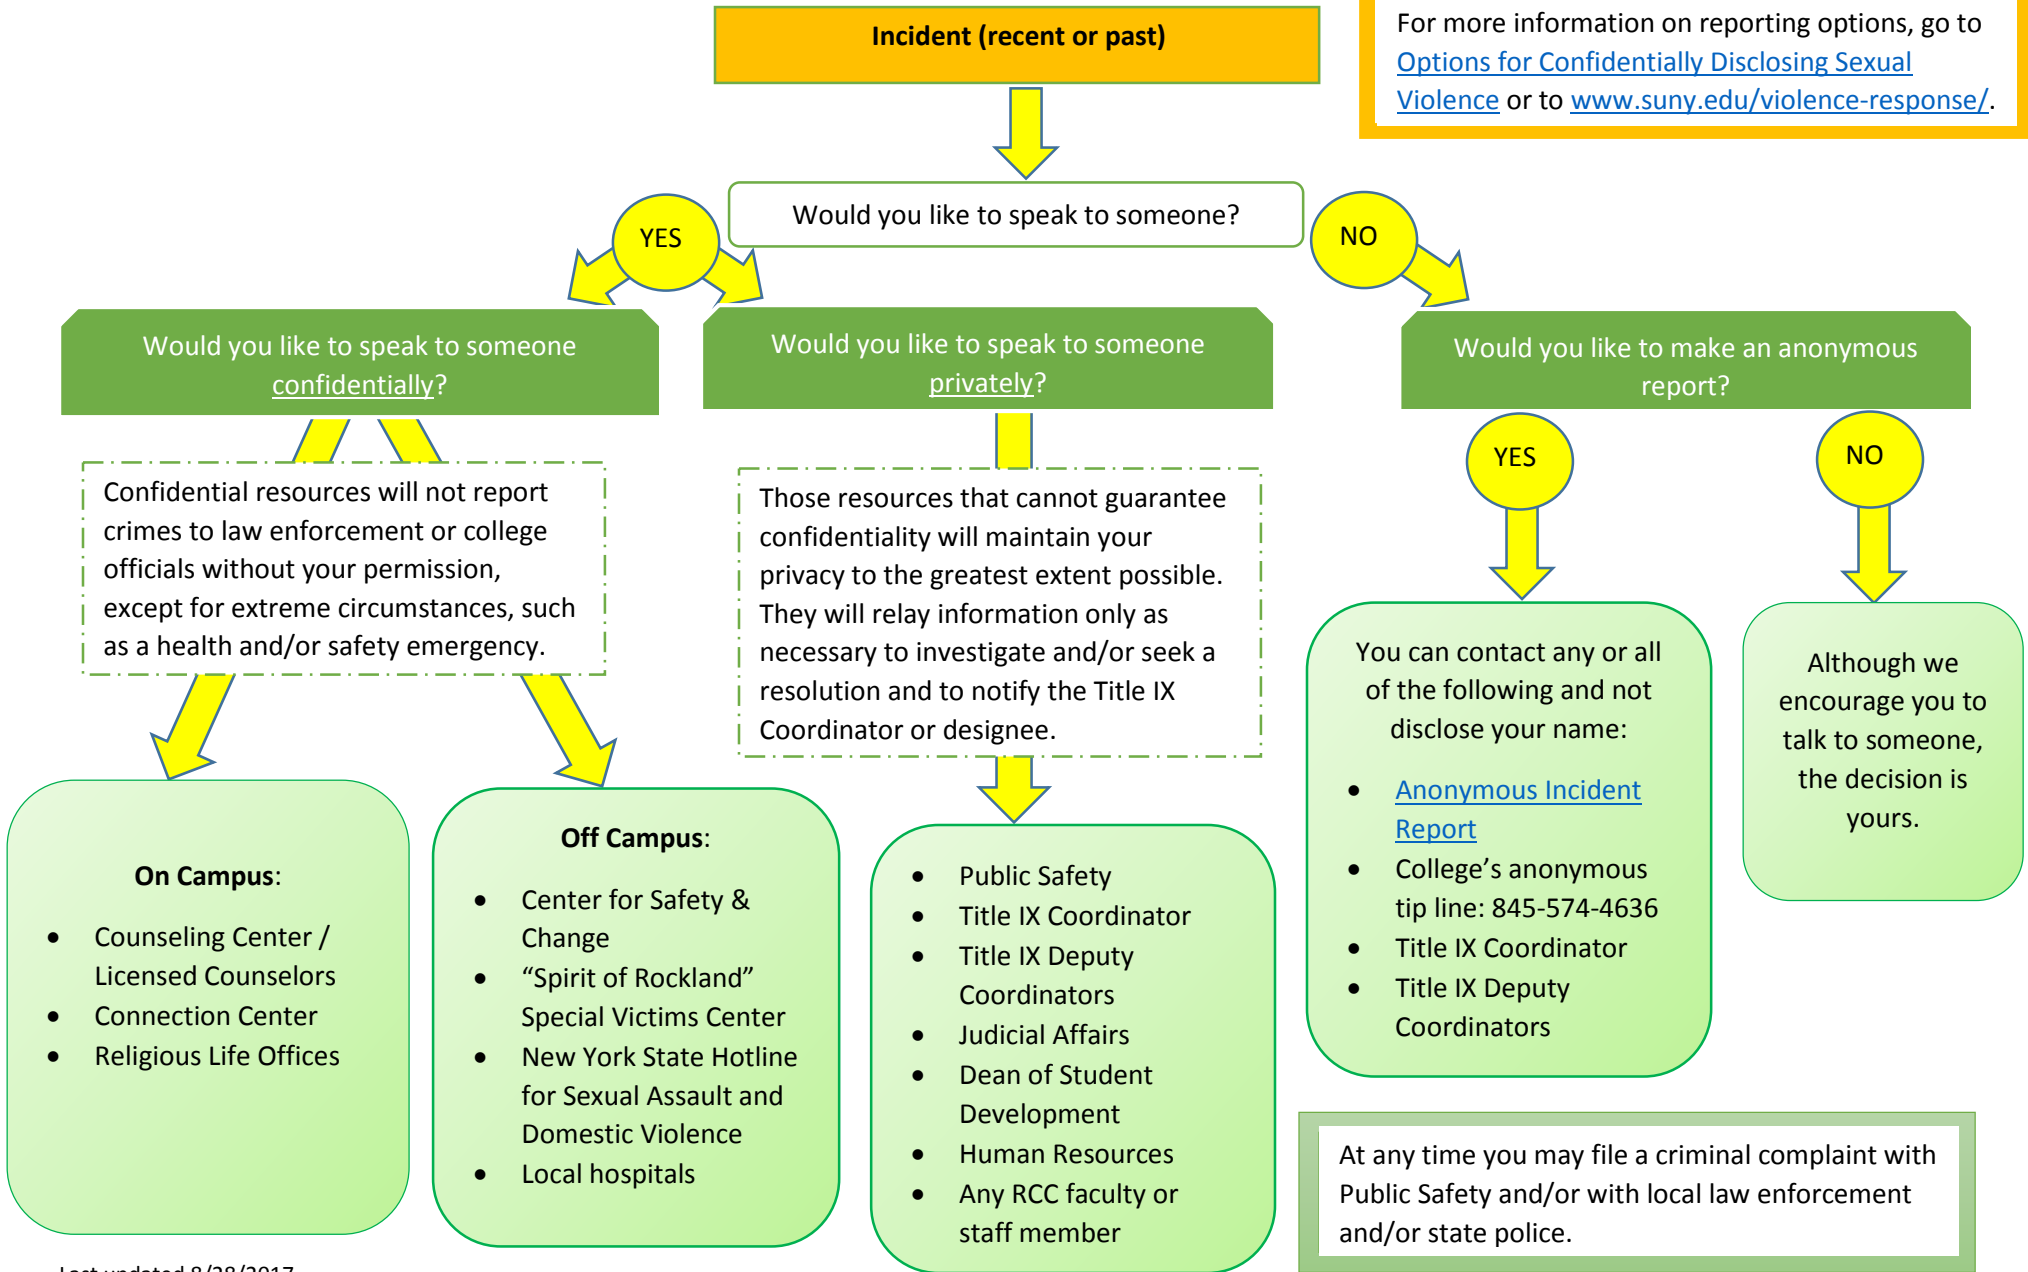 Incident (recent or past)
For more information on reporting options, go to
Options for Confidentially Disclosing Sexual
Violence or to www.suny.edu/violence-response/.
Would you like to speak to someone?
YES
NO
Would you like to speak to someone
confidentially?
Would you like to speak to someone
privately?
Would you like to make an anonymous
report?
YES
NO
Confidential resources will not report
crimes to law enforcement or college
officials without your permission,
except for extreme circumstances, such
as a health and/or safety emergency.
Those resources that cannot guarantee
confidentiality will maintain your
privacy to the greatest extent possible.
They will relay information only as
necessary to investigate and/or seek a
resolution and to notify the Title IX
Coordinator or designee.
On Campus:
• Counseling Center /
Licensed Counselors
• Connection Center
• Religious Life Offices
Off Campus:
• Center for Safety &
Change
• “Spirit of Rockland”
Special Victims Center
• New York State Hotline
for Sexual Assault and
Domestic Violence
• Local hospitals
• Public Safety
• Title IX Coordinator
• Title IX Deputy
Coordinators
• Judicial Affairs
• Dean of Student
Development
• Human Resources
• Any RCC faculty or
staff member
You can contact any or all
of the following and not
disclose your name:
• Anonymous Incident
Report
• College’s anonymous
tip line: 845-574-4636
• Title IX Coordinator
• Title IX Deputy
Coordinators
Although we
encourage you to
talk to someone,
the decision is
yours.
At any time you may file a criminal complaint with
Public Safety and/or with local law enforcement
and/or state police.
Last updated 8/28/2017